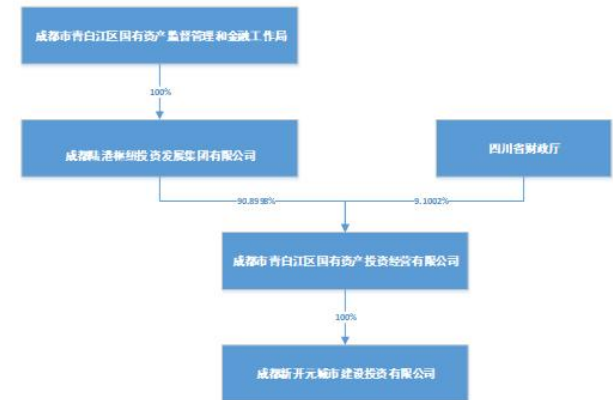 成都市青白江区国有资产监督管理和金融工作局
100%
成都陆港枢纽投资发展集团有限公司
四川省财政厅
90.8998%
9.1002%
成都市青白江区国有资产投资经营有限公司
100%
成都新开元城市建设投资有限公司